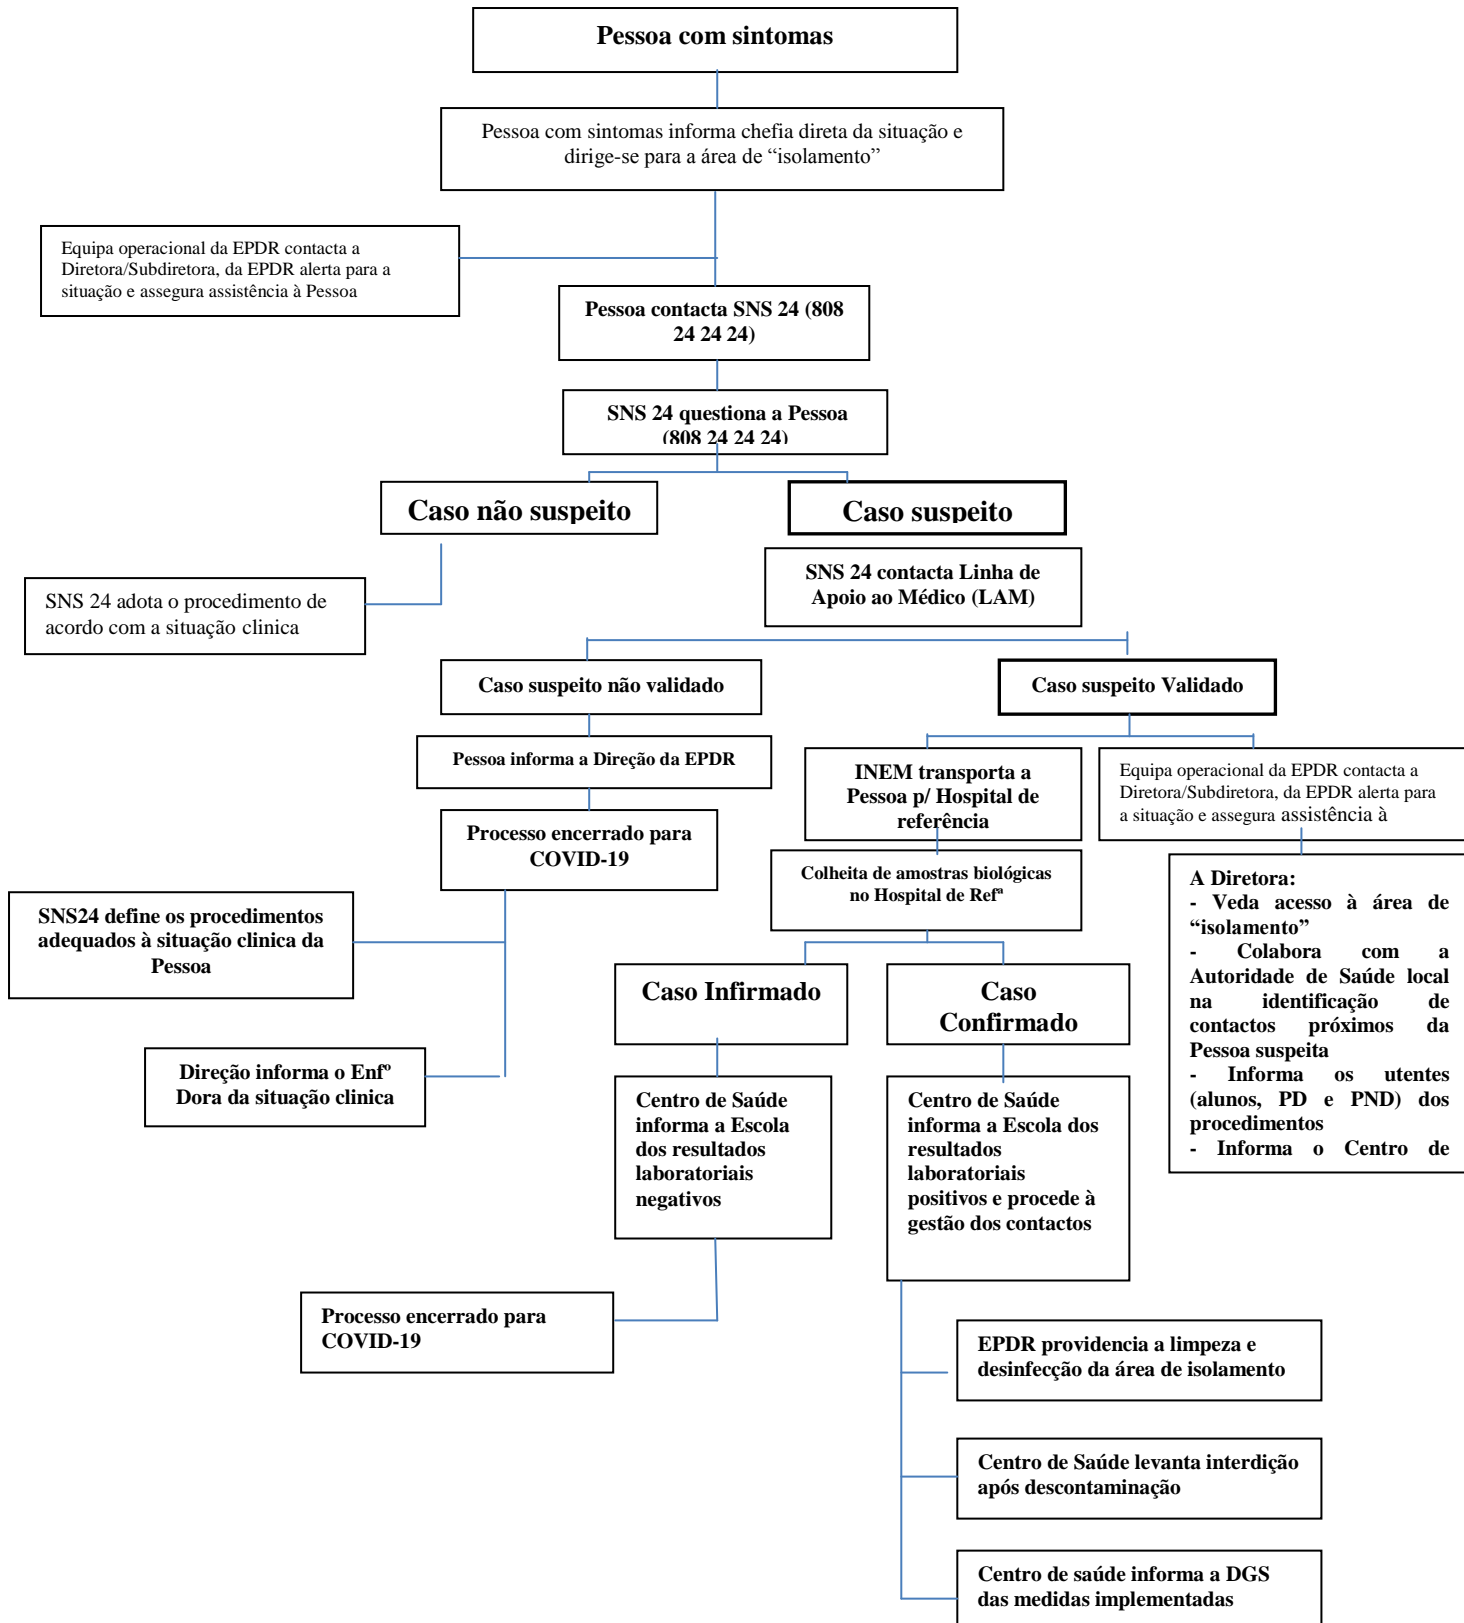 Pessoa com sintomas
Pessoa com sintomas informa chefia direta da situação e
dirige-se para a área de “isolamento”
Equipa operacional da EPDR contacta a
Diretora/Subdiretora, da EPDR alerta para a
situação e assegura assistência à Pessoa
Pessoa contacta SNS 24 (808
24 24 24)
SNS 24 questiona a Pessoa
(808 24 24 24)
Caso não suspeito
Caso suspeito
SNS 24 contacta Linha de
Apoio ao Médico (LAM)
SNS 24 adota o procedimento de
acordo com a situação clinica
Caso suspeito não validado
Caso suspeito Validado
Pessoa informa a Direção da EPDR
INEM transporta a
Pessoa p/ Hospital de
referência
Equipa operacional da EPDR contacta a
Diretora/Subdiretora, da EPDR alerta para
a situação e assegura assistência à
Processo encerrado para
COVID-19
Colheita de amostras biológicas
no Hospital de Refª
A Diretora:
- Veda acesso à área de
“isolamento”
- Colabora com a
Autoridade de Saúde local
na identificação de
contactos próximos da
Pessoa suspeita
- Informa os utentes
(alunos, PD e PND) dos
procedimentos
- Informa o Centro de
SNS24 define os procedimentos
adequados à situação clinica da
Pessoa
Caso Infirmado
Caso
Confirmado
Direção informa o Enfº
Dora da situação clinica
Centro de Saúde
informa a Escola
dos resultados
laboratoriais
negativos
Centro de Saúde
informa a Escola dos
resultados
laboratoriais
positivos e procede à
gestão dos contactos
Processo encerrado para
COVID-19
EPDR providencia a limpeza e
desinfecção da área de isolamento
Centro de Saúde levanta interdição
após descontaminação
Centro de saúde informa a DGS
das medidas implementadas